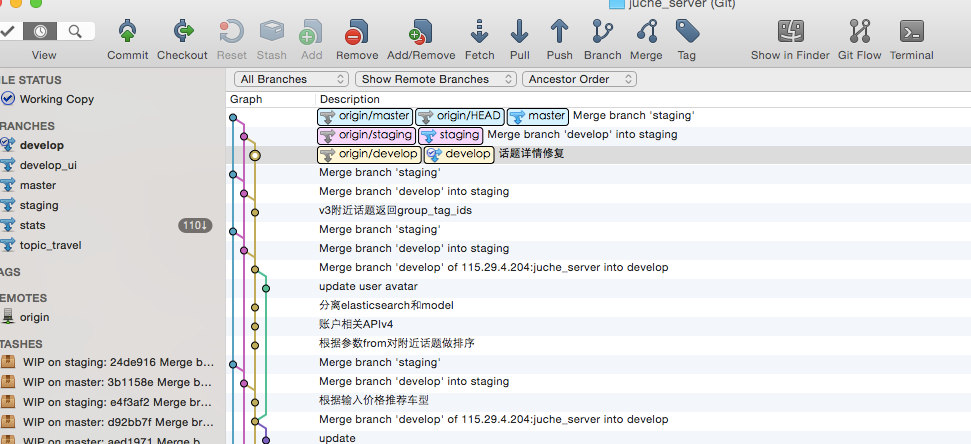 juche_server (Git)
View
Commit
Checkout
Reset
Stash
Add
Remove
Add/Remove
Fetch
Pull
Push
Branch
Merge
Tag
Show in Finder
Git Flow
Terminal
ILE STATUS
Working Copy
RANCHES
develop
develop_ui
master
staging
stats 110↓
topic_travel
AGS
EMOTES
origin
TASHES
WIP on staging: 24de916 Merge b...
WIP on master: 3b1158e Merge b...
WIP on staging: e4f3af2 Merge b...
WIP on master: d92bb7f Merge br...
WIP on master: aed1971 Merge b...
All Branches
Show Remote Branches
Ancestor Order
Graph
Description
origin/master origin/HEAD master Merge branch 'staging'
origin/staging staging Merge branch 'develop' into staging
origin/develop develop 话题详情修复
Merge branch 'staging'
Merge branch 'develop' into staging
v3附近话题返回group_tag_ids
Merge branch 'staging'
Merge branch 'develop' into staging
Merge branch 'develop' of 115.29.4.204:juche_server into develop
update user avatar
分离elasticsearch和model
账户相关APIv4
根据参数from对附近话题做排序
Merge branch 'staging'
Merge branch 'develop' into staging
根据输入价格推荐车型
Merge branch 'develop' of 115.29.4.204:juche_server into develop
update